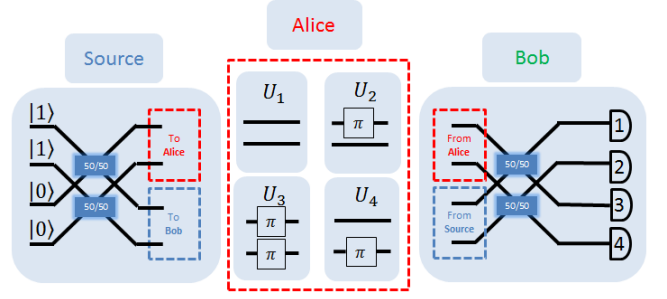 Source
Alice
Bob
|1⟩
|1⟩
|0⟩
|0⟩
50/50
50/50
To
Alice
To
Bob
U₁
U₂
π
U₃
π
π
U₄
π
From
Alice
From
Source
50/50
50/50
1
2
3
4